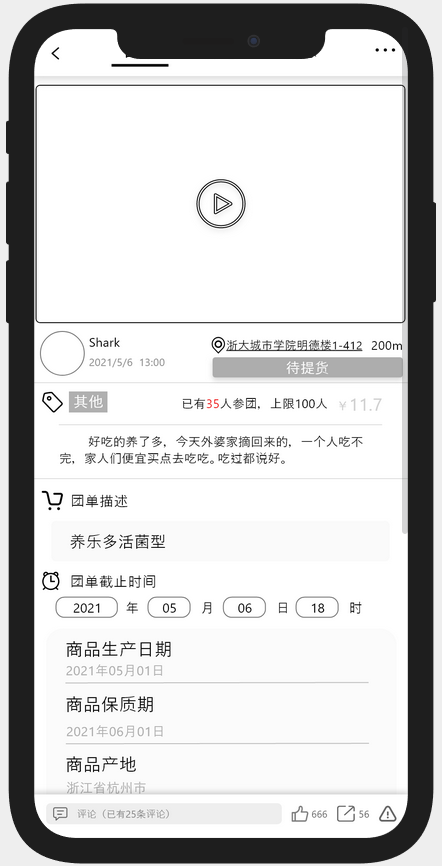 Shark
浙大城市学院明德楼1-412 200m
2021/5/6 13:00
待提货
其他
已有35人参团，上限100人 ¥11.7
好吃的养了多，今天外婆家摘回来的，一个人吃不
完，家人们便宜买点去吃吃。吃过都说好。
团单描述
养乐多活菌型
团单截止时间
2021 年 05 月 06 日 18 时
商品生产日期
2021年05月01日
商品保质期
2021年06月01日
商品产地
浙江省杭州市
评论（已有25条评论） 666 56